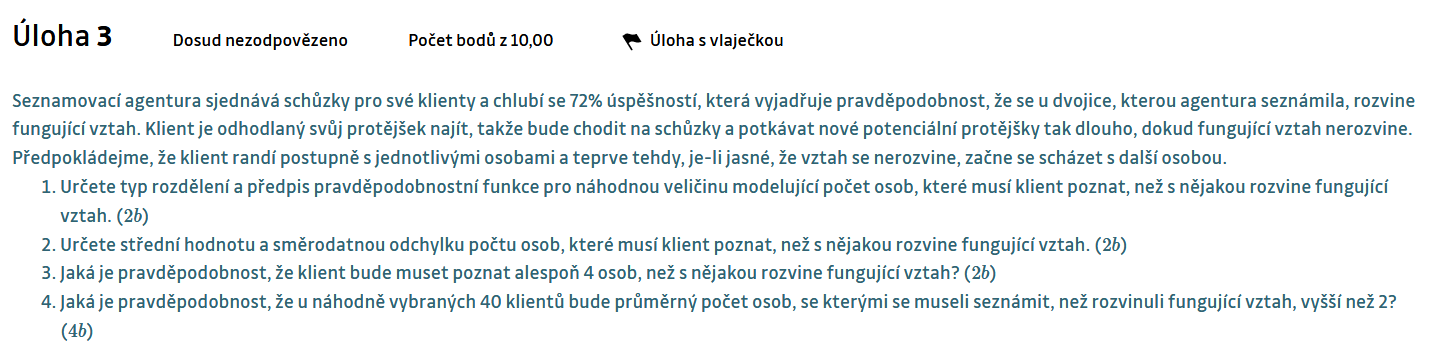 Úloha 3 Dosud nezodpovězeno Počet bodů z 10,00 Úloha s vlaječkou
Seznamovací agentura sjednává schůzky pro své klienty a chlubí se 72% úspěšností, která vyjadřuje pravděpodobnost, že se u dvojice, kterou agentura seznámila, rozvine
fungující vztah. Klient je odhodlaný svůj protějšek najít, takže bude chodit na schůzky a potkávat nové potenciální protějšky tak dlouho, dokud fungující vztah nerozvine.
Předpokládejme, že klient randí postupně s jednotlivými osobami a teprve tehdy, je-li jasné, že vztah se nerozvine, začne se scházet s další osobou.
1. Určete typ rozdělení a předpis pravděpodobnostní funkce pro náhodnou veličinu modelující počet osob, které musí klient poznat, než s nějakou rozvine fungující
vztah. (2b)
2. Určete střední hodnotu a směrodatnou odchylku počtu osob, které musí klient poznat, než s nějakou rozvine fungující vztah. (2b)
3. Jaká je pravděpodobnost, že klient bude muset poznat alespoň 4 osob, než s nějakou rozvine fungující vztah? (2b)
4. Jaká je pravděpodobnost, že u náhodně vybraných 40 klientů bude průměrný počet osob, se kterými se museli seznámit, než rozvinuli fungující vztah, vyšší než 2?
(4b)